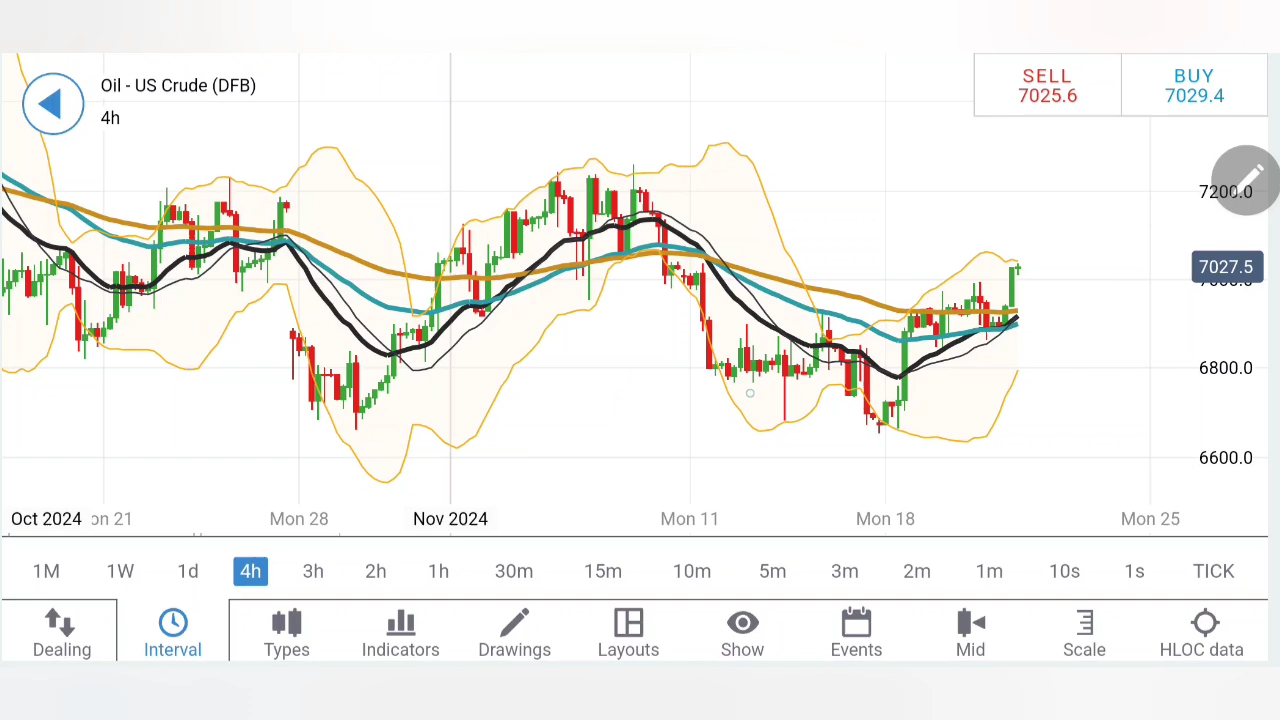 Oil - US Crude (DFB)
4h
SELL
7025.6
BUY
7029.4
7200.0
7027.5
6800.0
6600.0
Oct 2024
on 21
Mon 28
Nov 2024
Mon 11
Mon 18
Mon 25
1M 1W 1d 4h 3h 2h 1h 30m 15m 10m 5m 3m 2m 1m 10s 1s TICK
Dealing Interval Types Indicators Drawings Layouts Show Events Mid Scale HLOC data